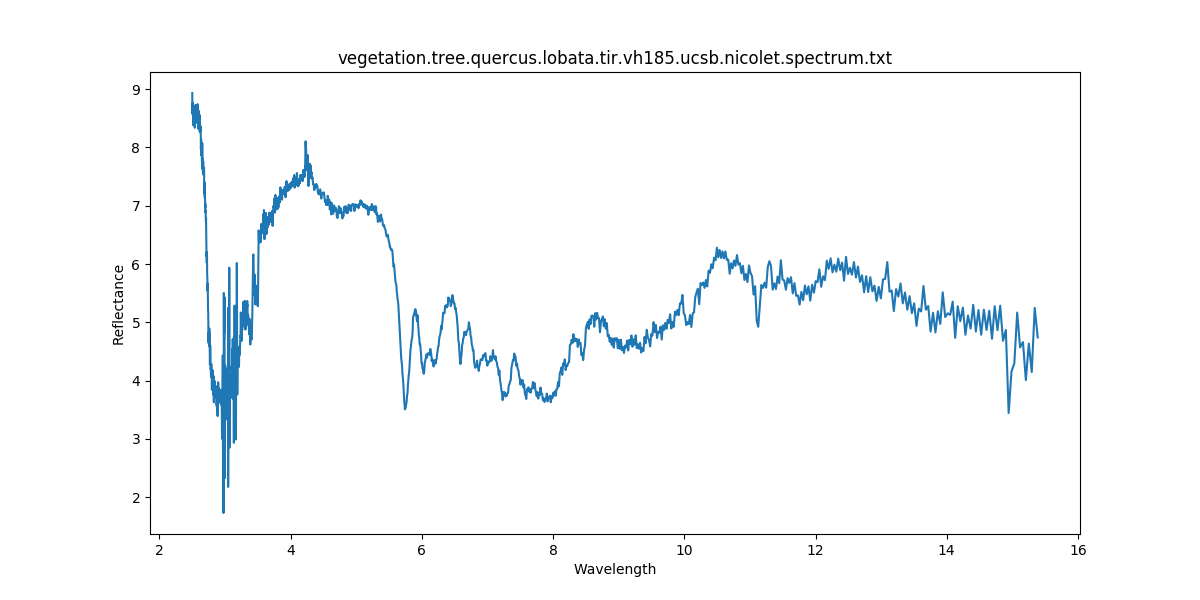 vegetation.tree.quercus.lobata.tir.vh185.ucsb.nicolet.spectrum.txt
9
8
7
6
5
4
3
2
Reflectance
2 4 6 8 10 12 14 16
Wavelength